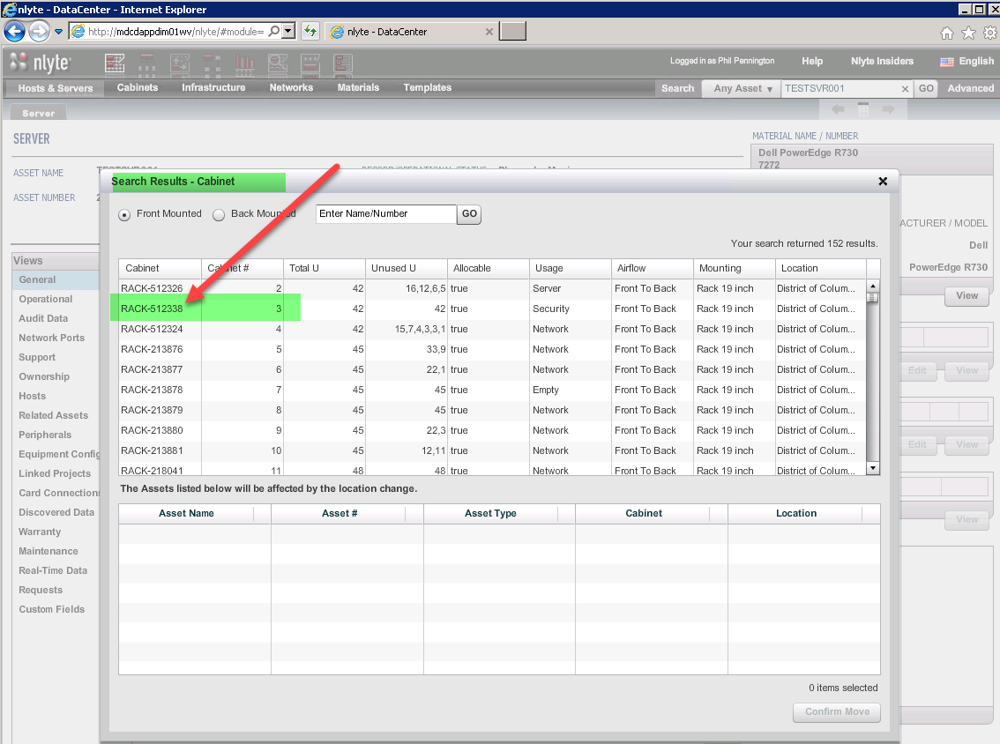 nlyte - DataCenter - Internet Explorer
http://mdcdappdim01wv/nlyte/#module=
nlyte - DataCenter
nlyte
Logged in as Phil Pennington Help Nlyte Insiders English
Hosts & Servers Cabinets Infrastructure Networks Materials Templates Search Any Asset TESTSVR001 GO Advanced
Server
SERVER
MATERIAL NAME / NUMBER
Dell PowerEdge R730
7272
ASSET NAME
ASSET NUMBER
ACTURER / MODEL
Dell
PowerEdge R730
View
Edit View
Edit View
View
Views
General
Operational
Audit Data
Network Ports
Support
Ownership
Hosts
Related Assets
Peripherals
Equipment Config
Linked Projects
Card Connections
Discovered Data
Warranty
Maintenance
Real-Time Data
Requests
Custom Fields
Search Results - Cabinet
Front Mounted Back Mounted Enter Name/Number GO
Your search returned 152 results.
Cabinet Cabinet # Total U Unused U Allocable Usage Airflow Mounting Location
RACK-512326 2 42 16,12,6,5 true Server Front To Back Rack 19 inch District of Colum...
RACK-512338 3 42 42 true Security Front To Back Rack 19 inch District of Colum...
RACK-512324 4 42 15,7,4,3,3,1 true Network Front To Back Rack 19 inch District of Colum...
RACK-213876 5 45 33,9 true Network Front To Back Rack 19 inch District of Colum...
RACK-213877 6 45 22,1 true Network Front To Back Rack 19 inch District of Colum...
RACK-213878 7 45 45 true Empty Front To Back Rack 19 inch District of Colum...
RACK-213879 8 45 45 true Network Front To Back Rack 19 inch District of Colum...
RACK-213880 9 45 22,3 true Network Front To Back Rack 19 inch District of Colum...
RACK-213881 10 45 12,11 true Network Front To Back Rack 19 inch District of Colum...
RACK-218041 11 48 48 true Network Front To Back Rack 19 inch District of Colum...
The Assets listed below will be affected by the location change.
Asset Name Asset # Asset Type Cabinet Location
0 items selected
Confirm Move